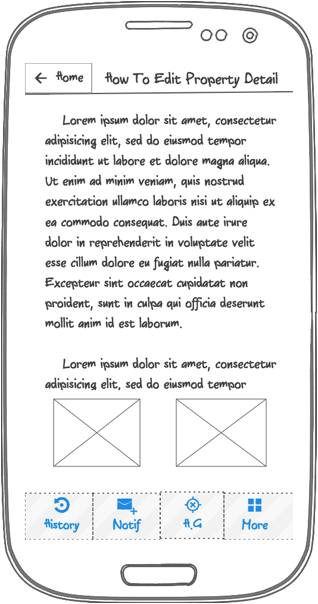 Home How To Edit Property Detail
Lorem ipsum dolor sit amet, consectetur
adipisicing elit, sed do eiusmod tempor
incididunt ut labore et dolore magna aliqua.
Ut enim ad minim veniam, quis nostrud
exercitation ullamco laboris nisi ut aliquip ex
ea commodo consequat. Duis aute irure
dolor in reprehenderit in voluptate velit
esse cillum dolore eu fugiat nulla pariatur.
Excepteur sint occaecat cupidatat non
proident, sunt in culpa qui officia deserunt
mollit anim id est laborum.
Lorem ipsum dolor sit amet, consectetur
adipisicing elit, sed do eiusmod tempor
History Notif H.G More